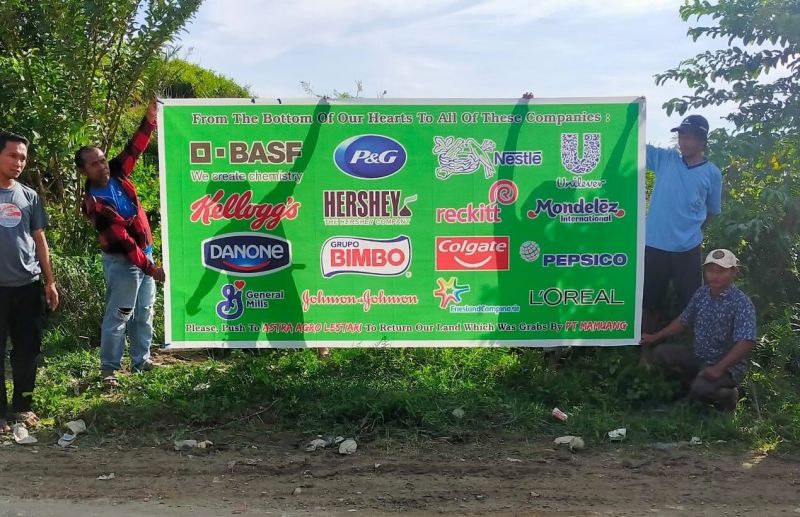 From The Bottom Of Our Hearts To All Of These Companies :
BASF
We create chemistry
P&G
Nestlé
Unilever
Kellogg's
HERSHEY
THE HERSHEY COMPANY
reckitt
Mondelēz
International
DANONE
GRUPO
BIMBO
Colgate
PEPSICO
G
General
Mills
Johnson & Johnson
FrieslandCampina
L'ORÉAL
Please, Push To ASTRA AGRO LESTARI To Return Our Land Which Was Grabs By PT MAMUANG